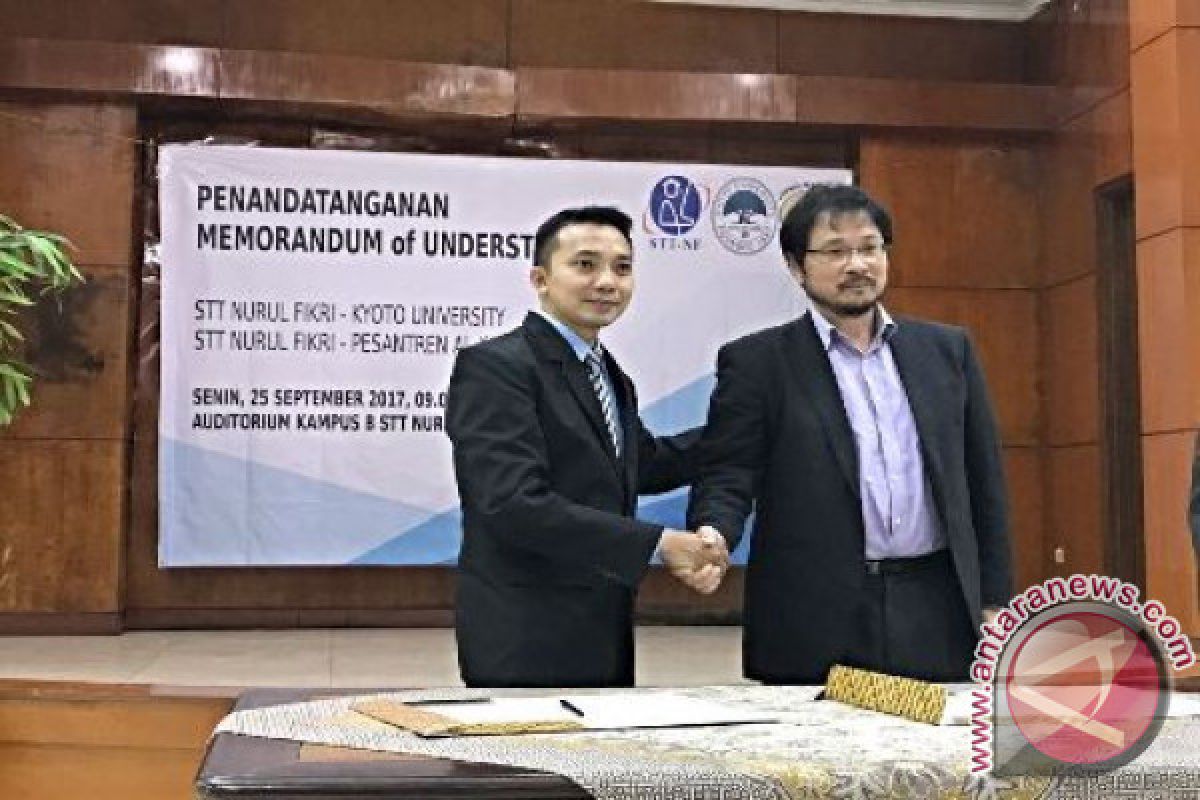 PENANDATANGANAN
MEMORANDUM of UNDERST
STT-NF
STT NURUL FIKRI - KYOTO UNIVERSITY
STT NURUL FIKRI - PESANTREN AL
SENIN, 25 SEPTEMBER 2017, 09.0
AUDITORIUM KAMPUS B STT NUR
www.antaranews.com